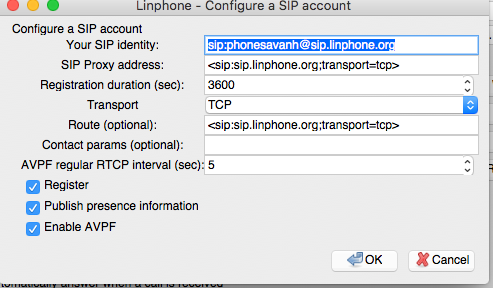 Linphone - Configure a SIP account
Configure a SIP account
Your SIP identity: sip:phonesavanh@sip.linphone.org
SIP Proxy address: <sip:sip.linphone.org;transport=tcp>
Registration duration (sec): 3600
Transport TCP
Route (optional): <sip:sip.linphone.org;transport=tcp>
Contact params (optional):
AVPF regular RTCP interval (sec): 5
Register
Publish presence information
Enable AVPF
OK Cancel
tomatically answer when a call is received